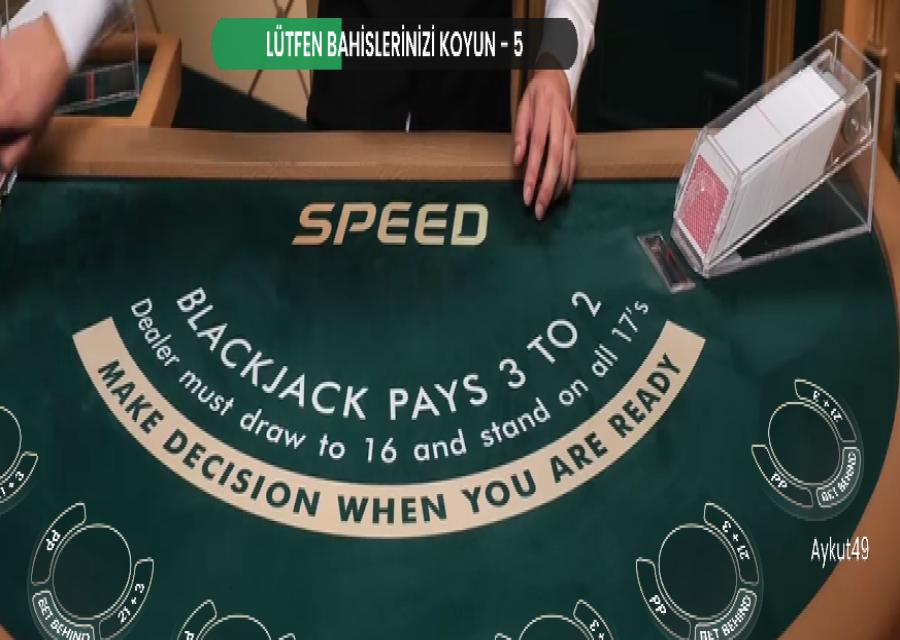 LÜTFEN BAHİSLERİNİZİ KOYUN - 5
SPEED
BLACKJACK PAYS 3 TO 2
Dealer must draw to 16 and stand on all 17's
MAKE DECISION WHEN YOU ARE READY
21 + 3
PP
BET BEHIND
Aykut49
PP
21 + 3
BET BEHIND
21 + 3
PP
BET BEHIND